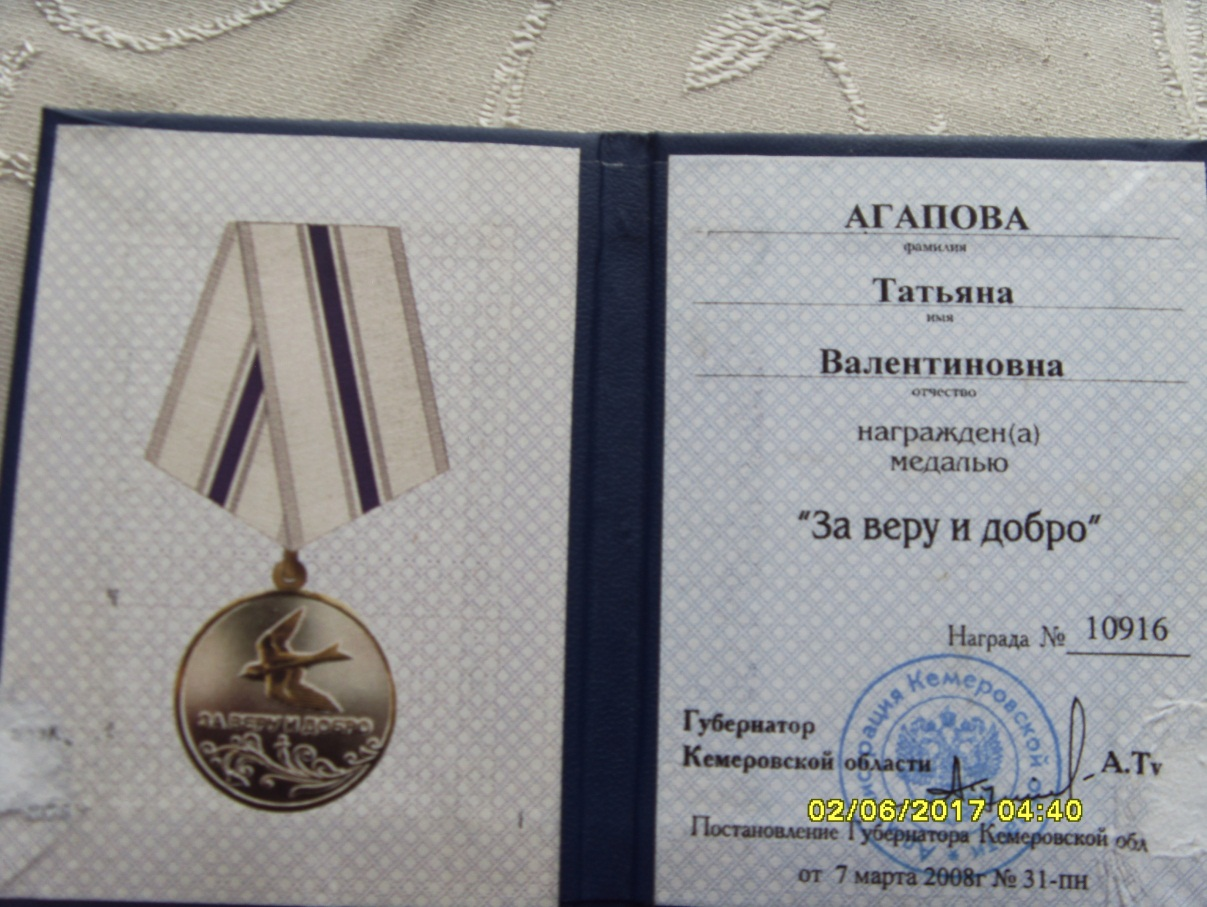 ЗА ВЕРУ И ДОБРО
АГАПОВА
фамилия
Татьяна
имя
Валентиновна
отчество
награжден(а)
медалью
"За веру и добро"
Награда № 10916
Губернатор
Кемеровской области
А.Ту
Кемеровской
02/06/2017 04:40
Постановление Губернатора Кемеровской обл
от 7 марта 2008г № 31-пн